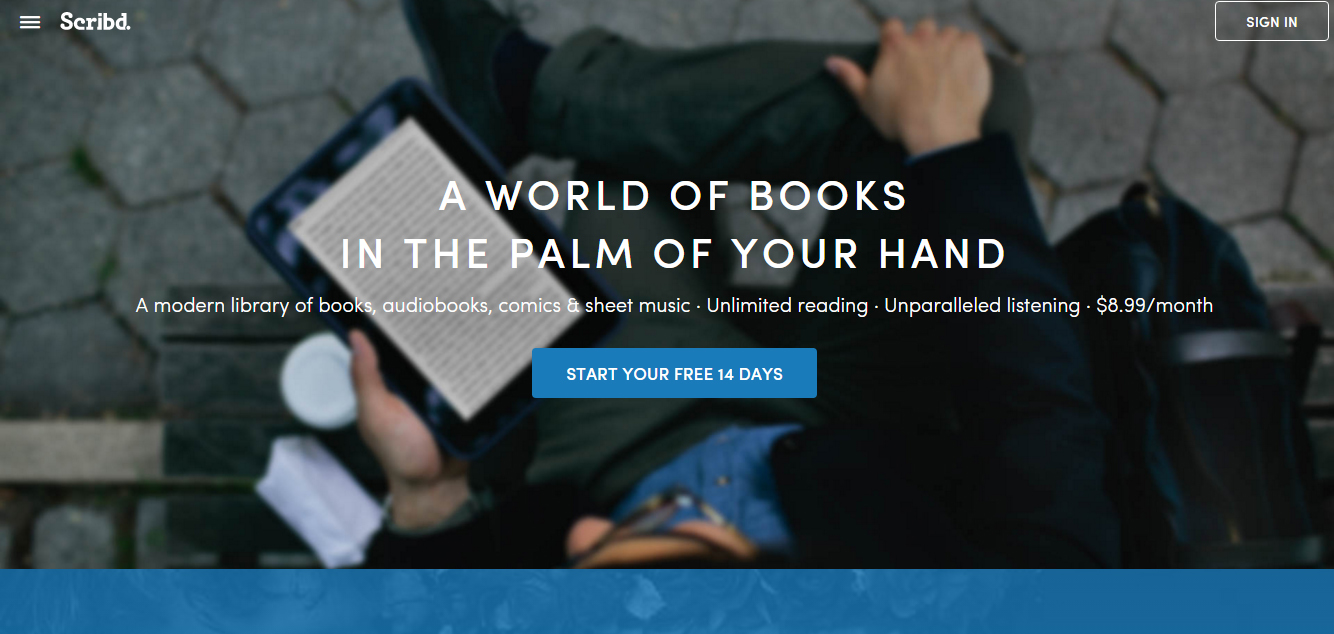 Scribd.
SIGN IN
A WORLD OF BOOKS
IN THE PALM OF YOUR HAND
A modern library of books, audiobooks, comics & sheet music · Unlimited reading · Unparalleled listening · $8.99/month
START YOUR FREE 14 DAYS